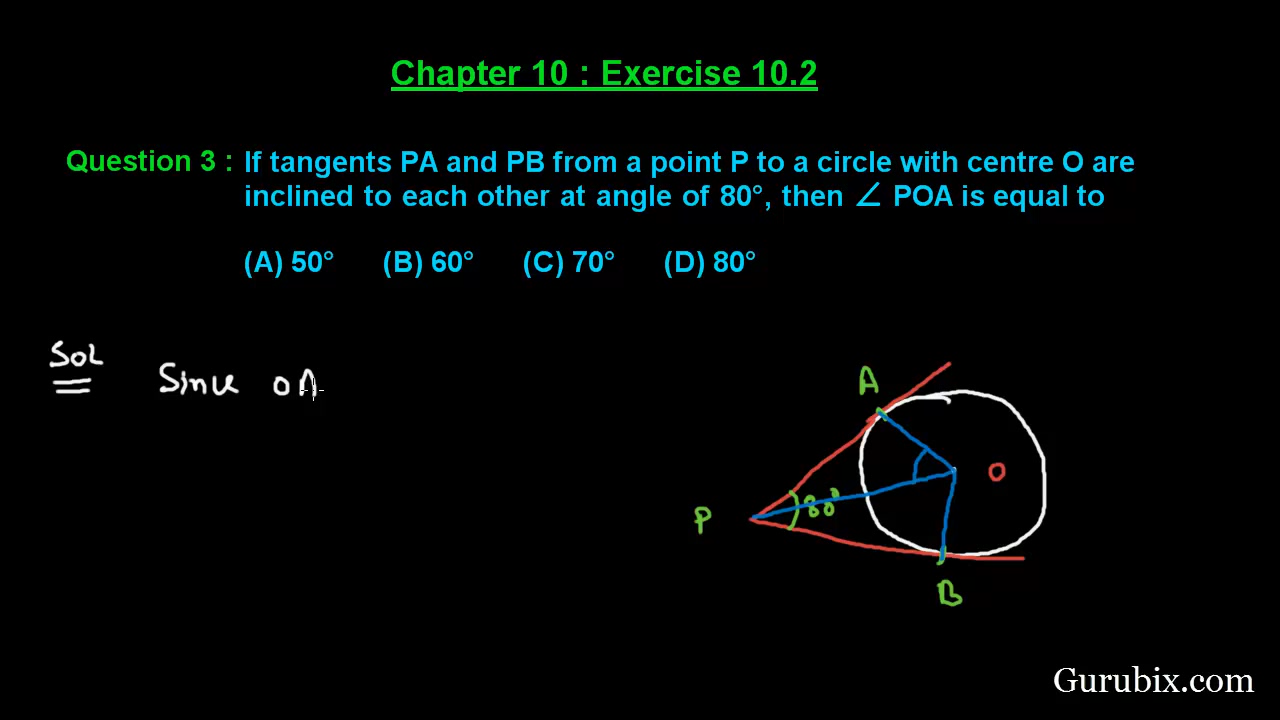 Chapter 10 : Exercise 10.2
Question 3 : If tangents PA and PB from a point P to a circle with centre O are
inclined to each other at angle of 80°, then ∠ POA is equal to
(A) 50° (B) 60° (C) 70° (D) 80°
Sol Since OA
A
O
80°
P
B
Gurubix.com